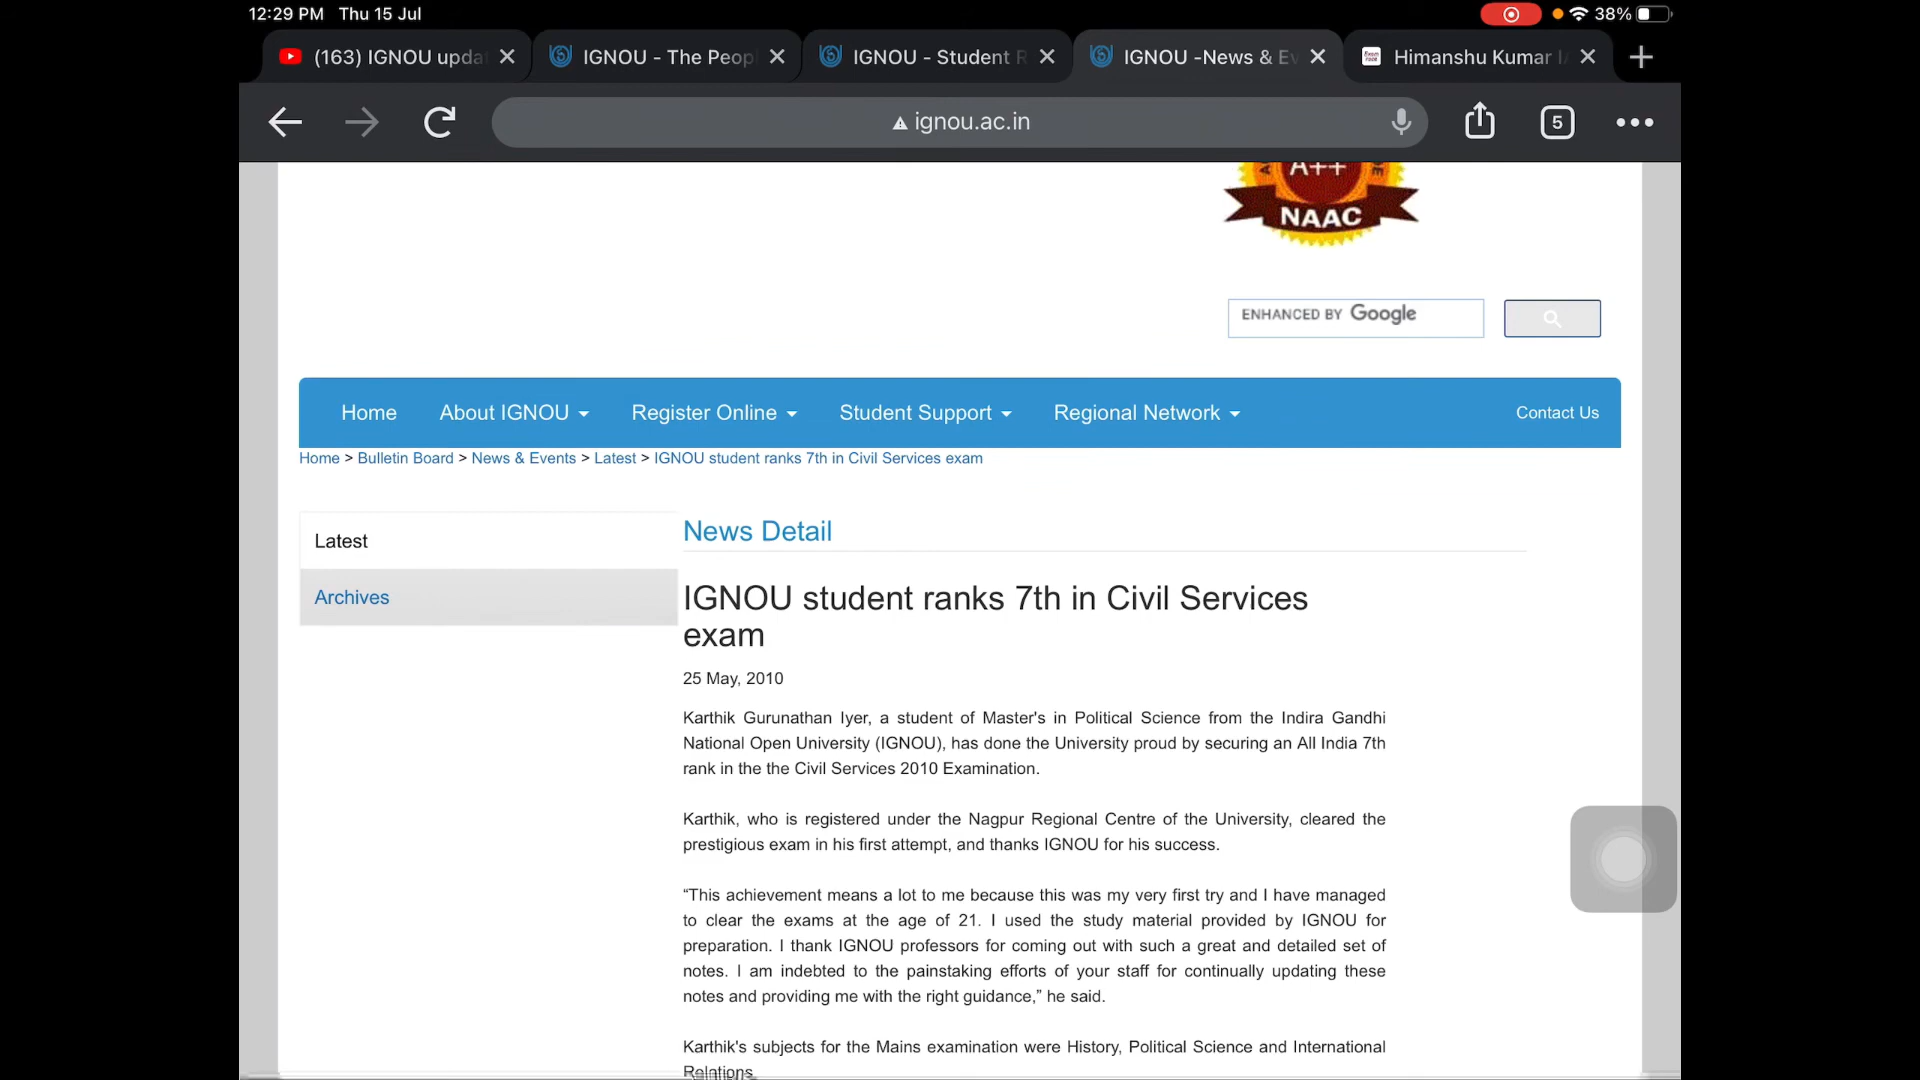 12:29 PM Thu 15 Jul
38%
(163) IGNOU upda
IGNOU - The Peop
IGNOU - Student R
IGNOU -News & Ev
Himanshu Kumar IA
ignou.ac.in
5
A++
NAAC
ENHANCED BY Google
Home
About IGNOU
Register Online
Student Support
Regional Network
Contact Us
Home > Bulletin Board > News & Events > Latest > IGNOU student ranks 7th in Civil Services exam
Latest
Archives
News Detail
IGNOU student ranks 7th in Civil Services
exam
25 May, 2010
Karthik Gurunathan Iyer, a student of Master's in Political Science from the Indira Gandhi
National Open University (IGNOU), has done the University proud by securing an All India 7th
rank in the the Civil Services 2010 Examination.
Karthik, who is registered under the Nagpur Regional Centre of the University, cleared the
prestigious exam in his first attempt, and thanks IGNOU for his success.
“This achievement means a lot to me because this was my very first try and I have managed
to clear the exams at the age of 21. I used the study material provided by IGNOU for
preparation. I thank IGNOU professors for coming out with such a great and detailed set of
notes. I am indebted to the painstaking efforts of your staff for continually updating these
notes and providing me with the right guidance,” he said.
Karthik's subjects for the Mains examination were History, Political Science and International
Relations.